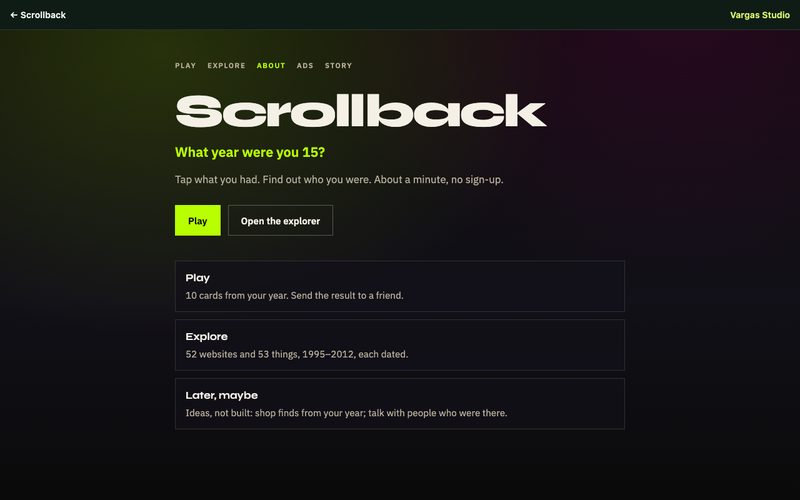 ← Scrollback
Vargas Studio
PLAY EXPLORE ABOUT ADS STORY
Scrollback
What year were you 15?
Tap what you had. Find out who you were. About a minute, no sign-up.
Play
Open the explorer
Play
10 cards from your year. Send the result to a friend.
Explore
52 websites and 53 things, 1995–2012, each dated.
Later, maybe
Ideas, not built: shop finds from your year; talk with people who were there.